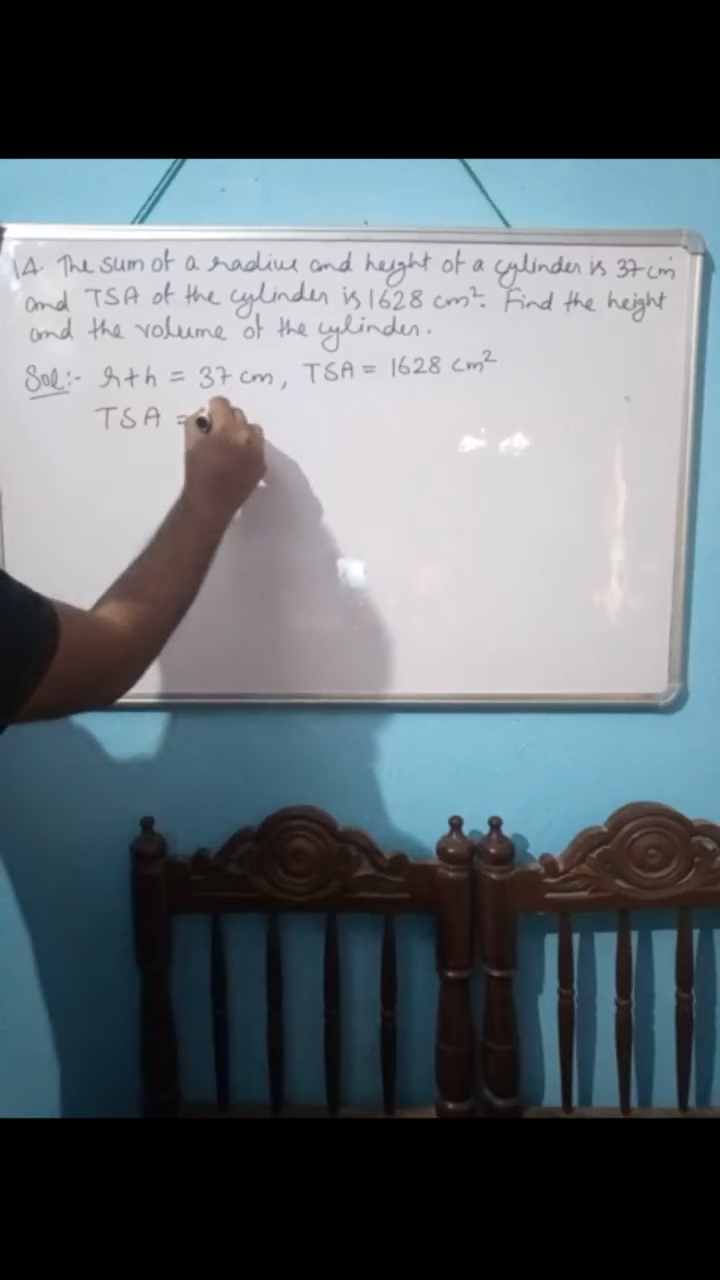 14. The sum of a radius and height of a cylinder is 37 cm
and TSA of the cylinder is 1628 cm². Find the height
and the volume of the cylinder.
Sol:- r+h = 37 cm, TSA = 1628 cm²
TSA =